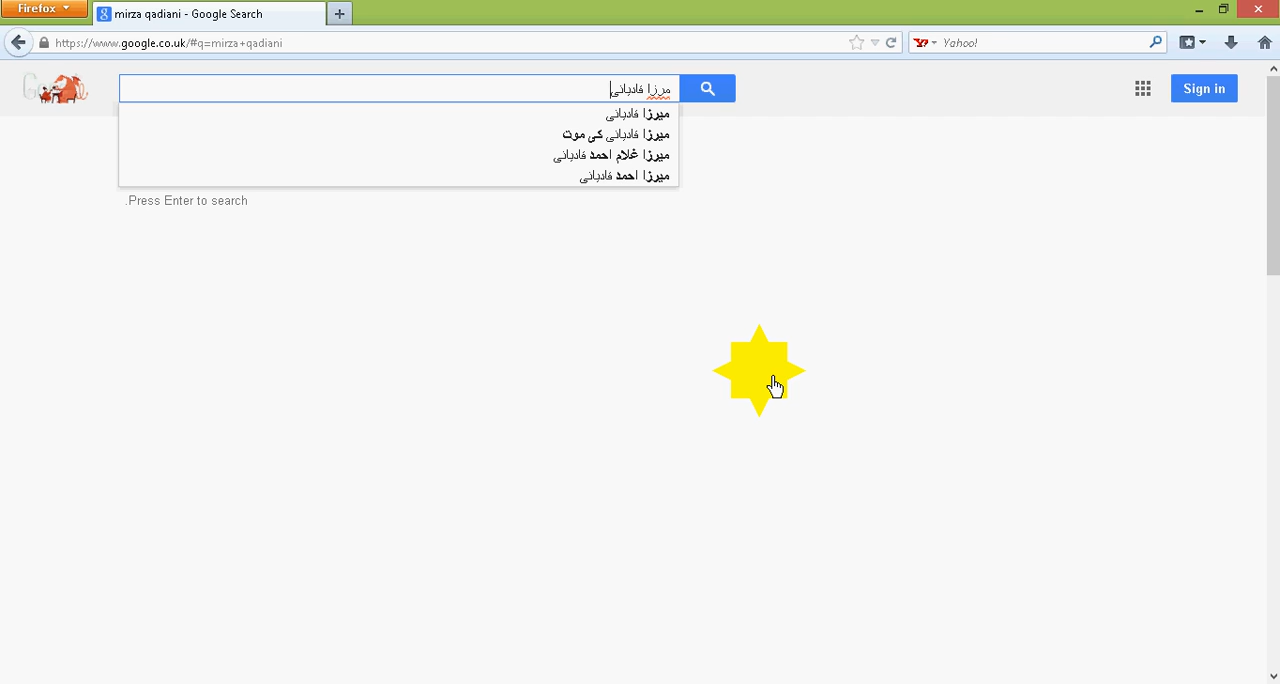 Firefox
mirza qadiani - Google Search
https://www.google.co.uk/#q=mirza+qadiani
Yahoo!
مرزا قادیانی
Sign in
میرزا قادیانی
میرزا قادیانی کی موت
میرزا غلام احمد قادیانی
میرزا احمد قادیانی
.Press Enter to search